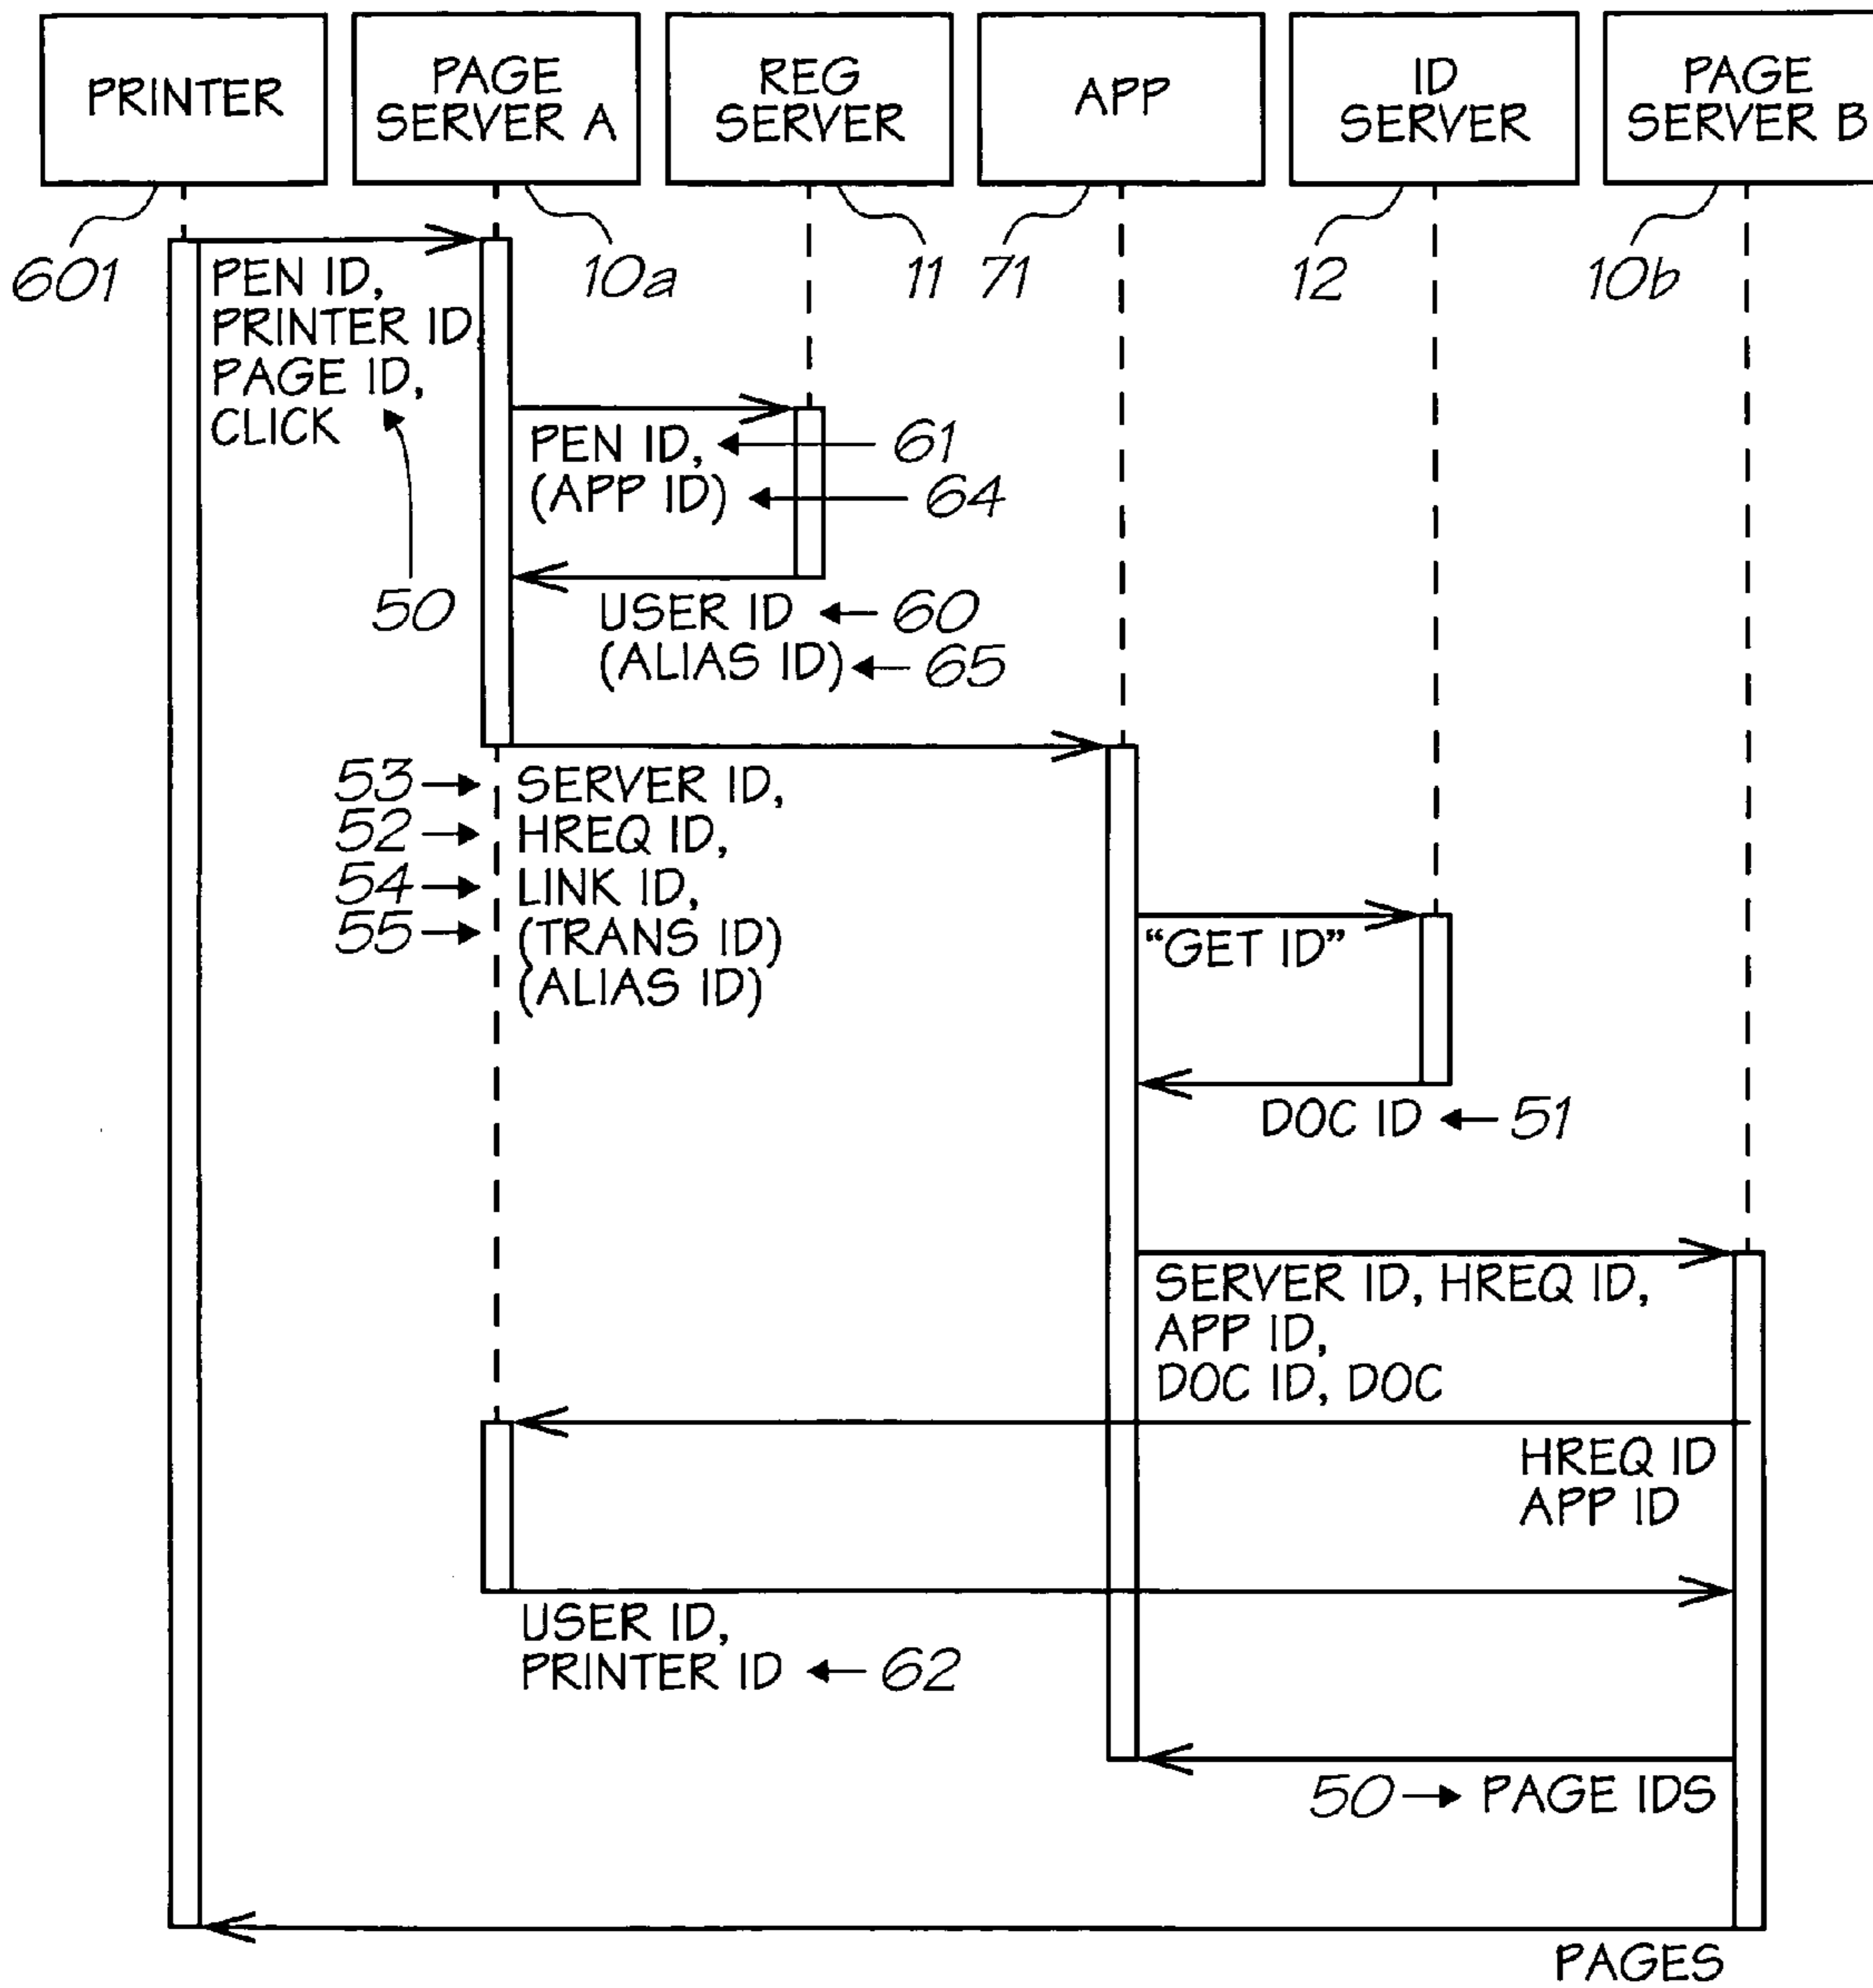 PRINTER
PAGE
SERVER A
REG
SERVER
APP
ID
SERVER
PAGE
SERVER B
601
10a
11
71
12
10b
PEN ID,
PRINTER ID
PAGE ID,
CLICK
50
PEN ID,
(APP ID)
61
64
USER ID
(ALIAS ID)
60
65
53
52
54
55
SERVER ID,
HREQ ID,
LINK ID,
(TRANS ID)
(ALIAS ID)
“GET ID”
DOC ID
51
SERVER ID, HREQ ID,
APP ID,
DOC ID, DOC
HREQ ID
APP ID
USER ID,
PRINTER ID
62
50
PAGE IDS
PAGES